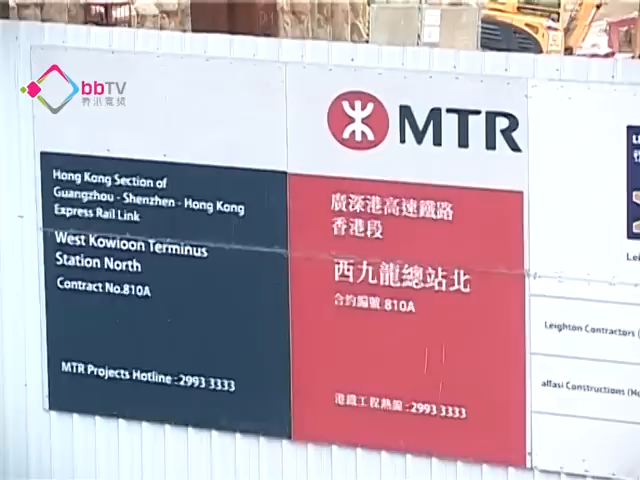 bbTV
MTR
Hong Kong Section of
Guangzhou - Shenzhen - Hong Kong
Express Rail Link
West Kowloon Terminus
Station North
Contract No.810A
MTR Projects Hotline : 2993 3333
廣深港高速鐵路
香港段
西九龍總站北
合約編號 810A
港鐵工程熱線 : 2993 3333
Leighton Contractors (